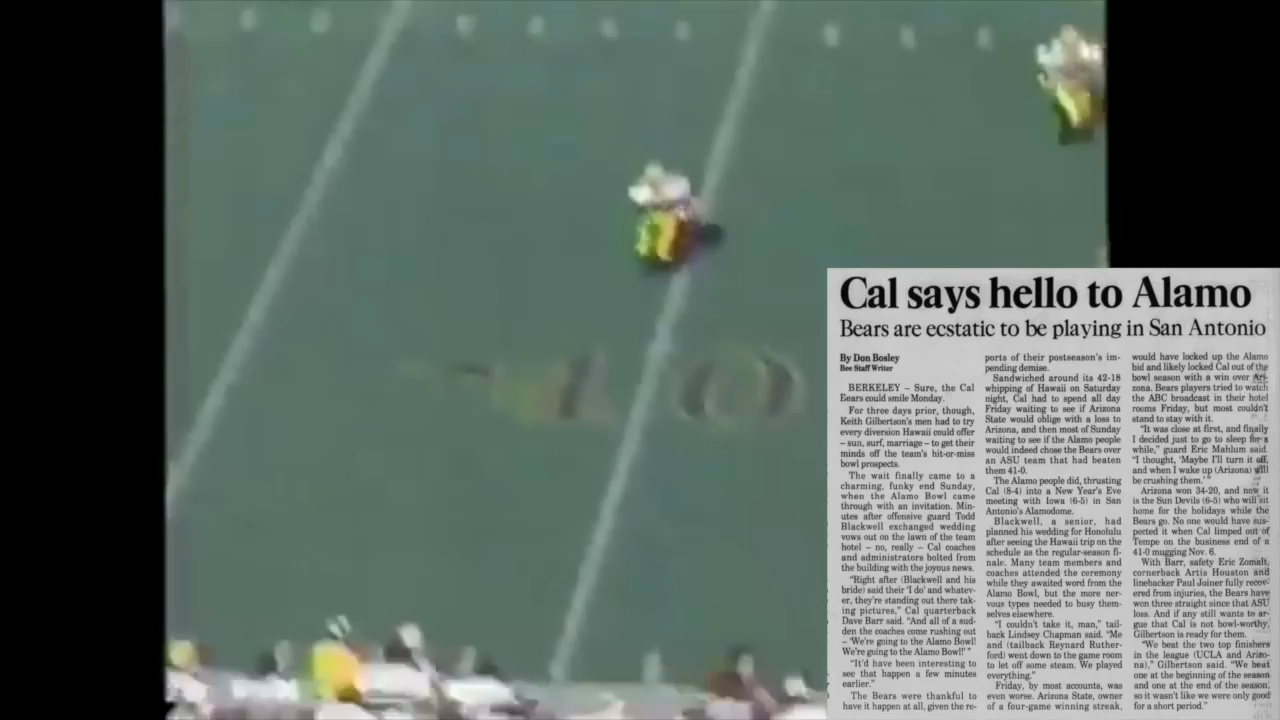 Cal says hello to Alamo
Bears are ecstatic to be playing in San Antonio
By Don Bosley
Bee Staff Writer
BERKELEY – Sure, the Cal
Bears could smile Monday.
For three days prior, though,
Keith Gilbertson's men had to try
every diversion Hawaii could offer
– sun, surf, marriage – to get their
minds off the team's hit-or-miss
bowl prospects.
The wait finally came to a
charming, funky end Sunday,
when the Alamo Bowl came
through with an invitation. Min-
utes after offensive guard Todd
Blackwell exchanged wedding
vows out on the lawn of the team
hotel – no, really – Cal coaches
and administrators bolted from
the building with the joyous news.
"Right after (Blackwell and his
bride) said their 'I do' and whatev-
er, they're standing out there tak-
ing pictures," Cal quarterback
Dave Barr said. "And all of a sud-
den the coaches come rushing out
– 'We're going to the Alamo Bowl!
We're going to the Alamo Bowl!' "
"It'd have been interesting to
see that happen a few minutes
earlier."
The Bears were thankful to
have it happen at all, given the re-
ports of their postseason's im-
pending demise.
Sandwiched around its 42-18
whipping of Hawaii on Saturday
night, Cal had to spend all day
Friday waiting to see if Arizona
State would oblige with a loss to
Arizona, and then most of Sunday
waiting to see if the Alamo people
would indeed chose the Bears over
an ASU team that had beaten
them 41-0.
The Alamo people did, thrusting
Cal (8-4) into a New Year's Eve
meeting with Iowa (6-5) in San
Antonio's Alamodome.
Blackwell, a senior, had
planned his wedding for Honolulu
after seeing the Hawaii trip on the
schedule as the regular-season fi-
nale. Many team members and
coaches attended the ceremony
while they awaited word from the
Alamo Bowl, but the more ner-
vous types needed to busy them-
selves elsewhere.
"I couldn't take it, man," tail-
back Lindsey Chapman said. "Me
and (tailback Reynard Ruther-
ford) went down to the game room
to let off some steam. We played
everything."
Friday, by most accounts, was
even worse. Arizona State, owner
of a four-game winning streak,
would have locked up the Alamo
bid and likely locked Cal out of the
bowl season with a win over Ari-
zona. Bears players tried to watch
the ABC broadcast in their hotel
rooms Friday, but most couldn't
stand to stay with it.
"It was close at first, and finally
I decided just to go to sleep for a
while," guard Eric Mahlum said.
"I thought, 'Maybe I'll turn it off,
and when I wake up (Arizona) will
be crushing them.' "
Arizona won 34-20, and now it
is the Sun Devils (6-5) who will sit
home for the holidays while the
Bears go. No one would have sus-
pected it when Cal limped out of
Tempe on the business end of a
41-0 mugging Nov. 6.
With Barr, safety Eric Zomalt,
cornerback Artis Houston and
linebacker Paul Joiner fully recov-
ered from injuries, the Bears have
won three straight since that ASU
loss. And if any still wants to ar-
gue that Cal is not bowl-worthy,
Gilbertson is ready for them.
"We beat the two top finishers
in the league (UCLA and Arizo-
na)," Gilbertson said. "We beat
one at the beginning of the season
and one at the end of the season,
so it wasn't like we were only good
for a short period."